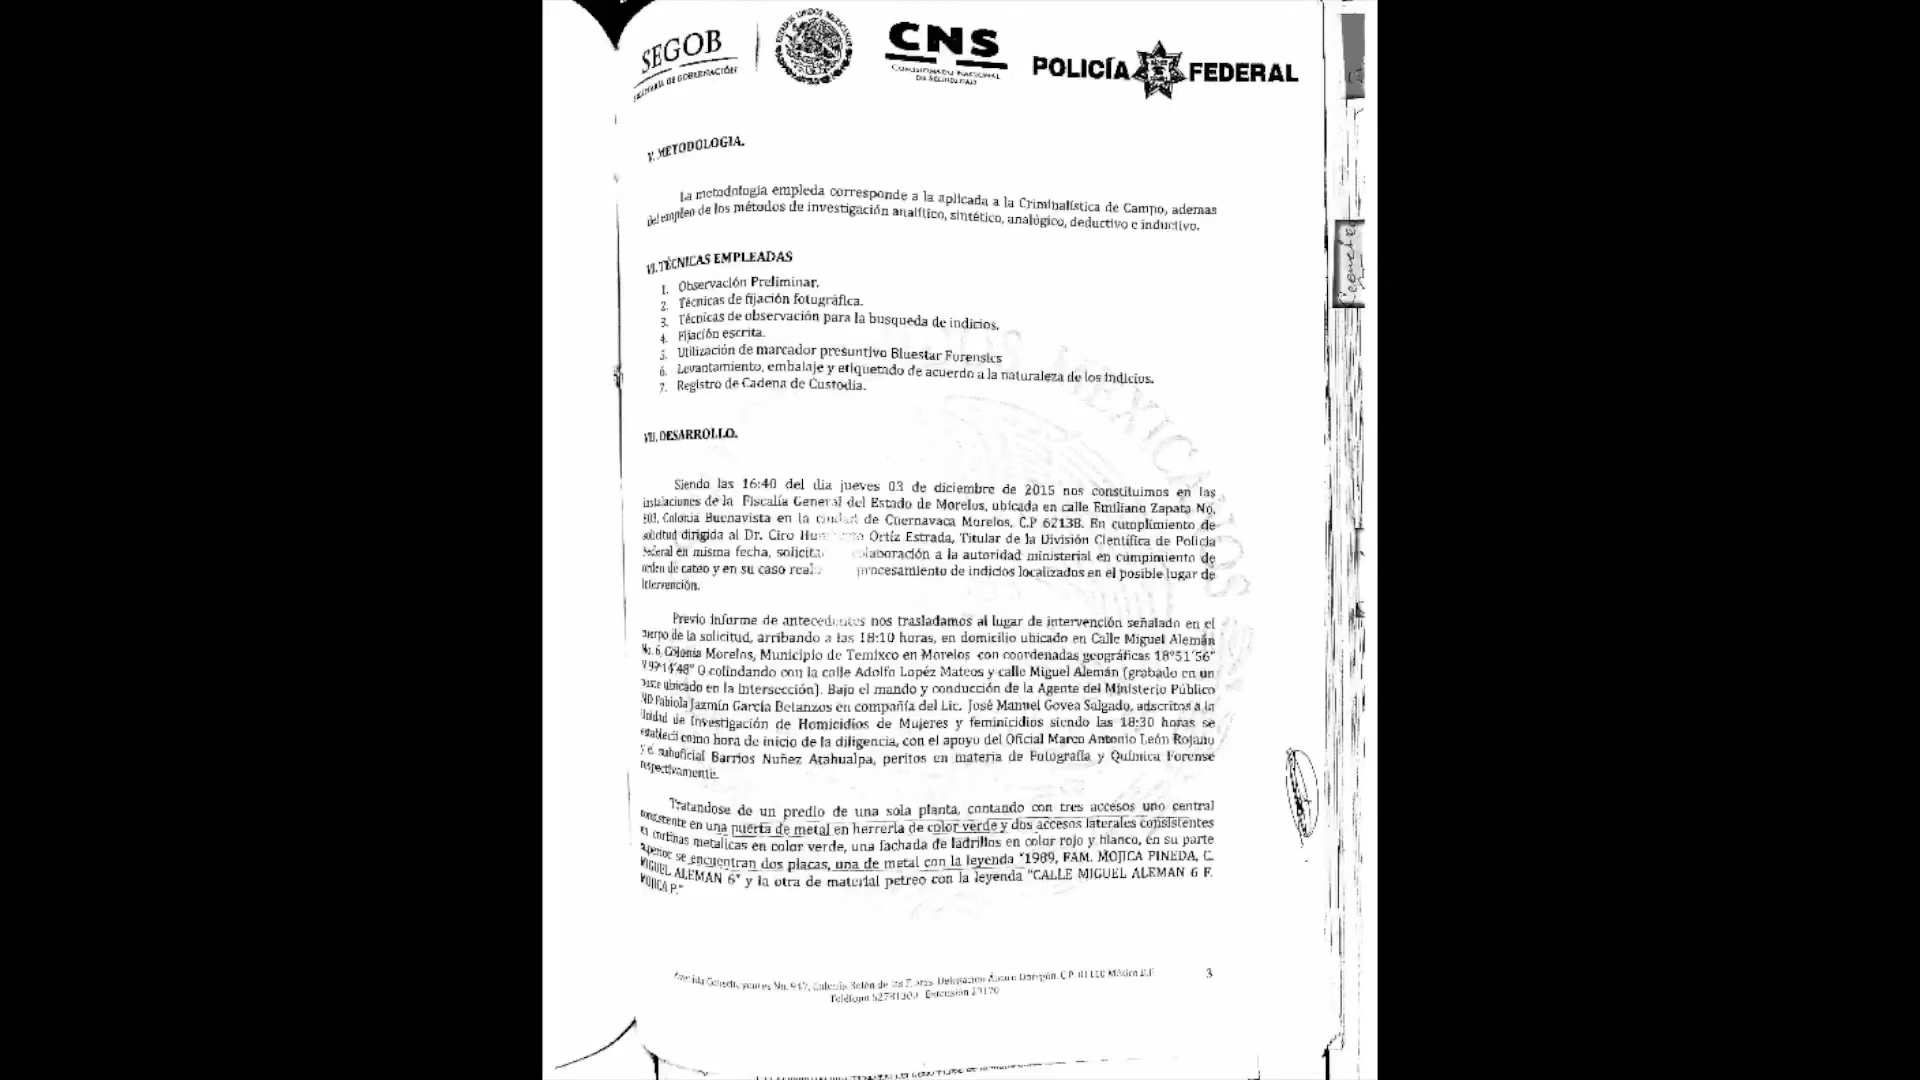 SEGOB
SECRETARÍA DE GOBERNACIÓN
ESTADOS UNIDOS MEXICANOS
CNS
COMISIONADO NACIONAL
DE SEGURIDAD
POLICÍA FEDERAL
V. METODOLOGIA.
La metodologia empleda corresponde a la aplicada a la Criminalística de Campo, ademas
del empleo de los métodos de investigación analítico, sintético, analógico, deductivo e inductivo.
VI. TÉCNICAS EMPLEADAS
1. Observación Preliminar.
2. Técnicas de fijación fotográfica.
3. Técnicas de observación para la busqueda de indicios.
4. Fijación escrita.
5. Utilización de marcador presuntivo Bluestar Forensics
6. Levantamiento, embalaje y etiquetado de acuerdo a la naturaleza de los indicios.
7. Registro de Cadena de Custodia.
VII. DESARROLLO.
Siendo las 16:40 del dia jueves 03 de diciembre de 2015 nos constituimos en las
instalaciones de la Fiscalía General del Estado de Morelos, ubicada en calle Emiliano Zapata No.
803, Colonia Buenavista en la ciudad de Cuernavaca Morelos, C.P 62138. En cumplimiento de
solicitud dirigida al Dr. Ciro Ortíz Estrada, Titular de la División Científica de Policia
Federal en misma fecha, colaboración a la autoridad ministerial en cumpimiento de
orden de cateo y en su caso procesamiento de indicios localizados en el posible lugar de
intervención.
Previo informe de antecedentes nos trasladamos al lugar de intervención señalado en el
cuerpo de la solicitud, arribando a las 18:10 horas, en domicilio ubicado en Calle Miguel Alemán
No. 6, Colonia Morelos, Municipio de Temixco en Morelos con coordenadas geográficas 18°51'56"
Y 99°14'48" O colindando con la calle Adolfo Lopéz Mateos y calle Miguel Alemán (grabado en un
poste ubicado en la intersección). Bajo el mando y conducción de la Agente del Ministerio Público
Fabiola Jazmín García Betanzos en compañía del Lic. José Manuel Govea Salgado, adscritos a la
Unidad de Investigación de Homicidios de Mujeres y feminicidios siendo las 18:30 horas se
estableció como hora de inicio de la diligencia, con el apoyo del Oficial Marco Antonio León Rojano
y el suboficial Barrios Nuñez Atahualpa, peritos en materia de Fotografía y Química Forense
respectivamente.
Tratandose de un predio de una sola planta, contando con tres accesos uno central
consistente en una puerta de metal en herreria de color verde y dos accesos laterales consistentes
en cortinas metalicas en color verde, una fachada de ladrillos en color rojo y blanco, en su parte
superior se encuentran dos placas, una de metal con la leyenda "1989, FAM. MOJICA PINEDA, C.
MIGUEL ALEMAN 6" y la otra de material petreo con la leyenda "CALLE MIGUEL ALEMAN 6 F.
MOJICA P."
3